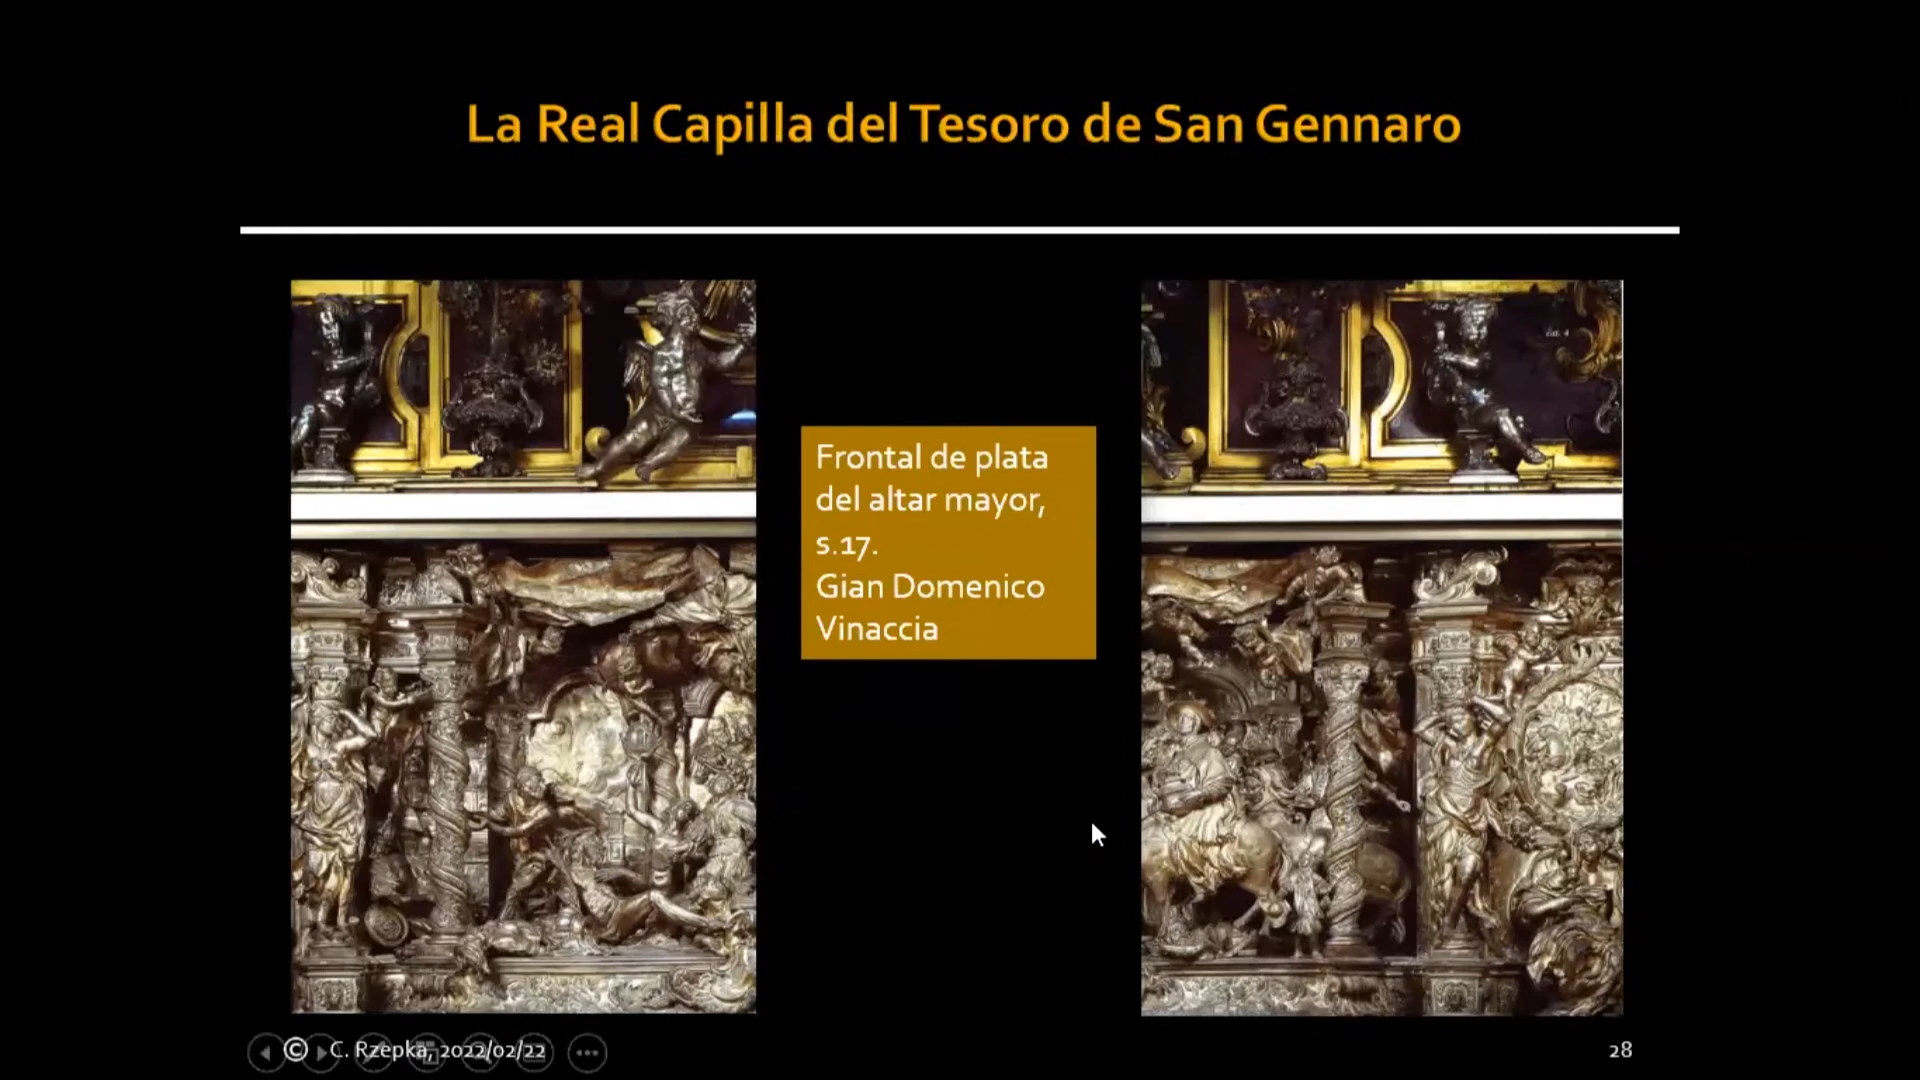 La Real Capilla del Tesoro de San Gennaro
Frontal de plata
del altar mayor,
s.17.
Gian Domenico
Vinaccia
© C. Rzepka, 2022/02/22
28